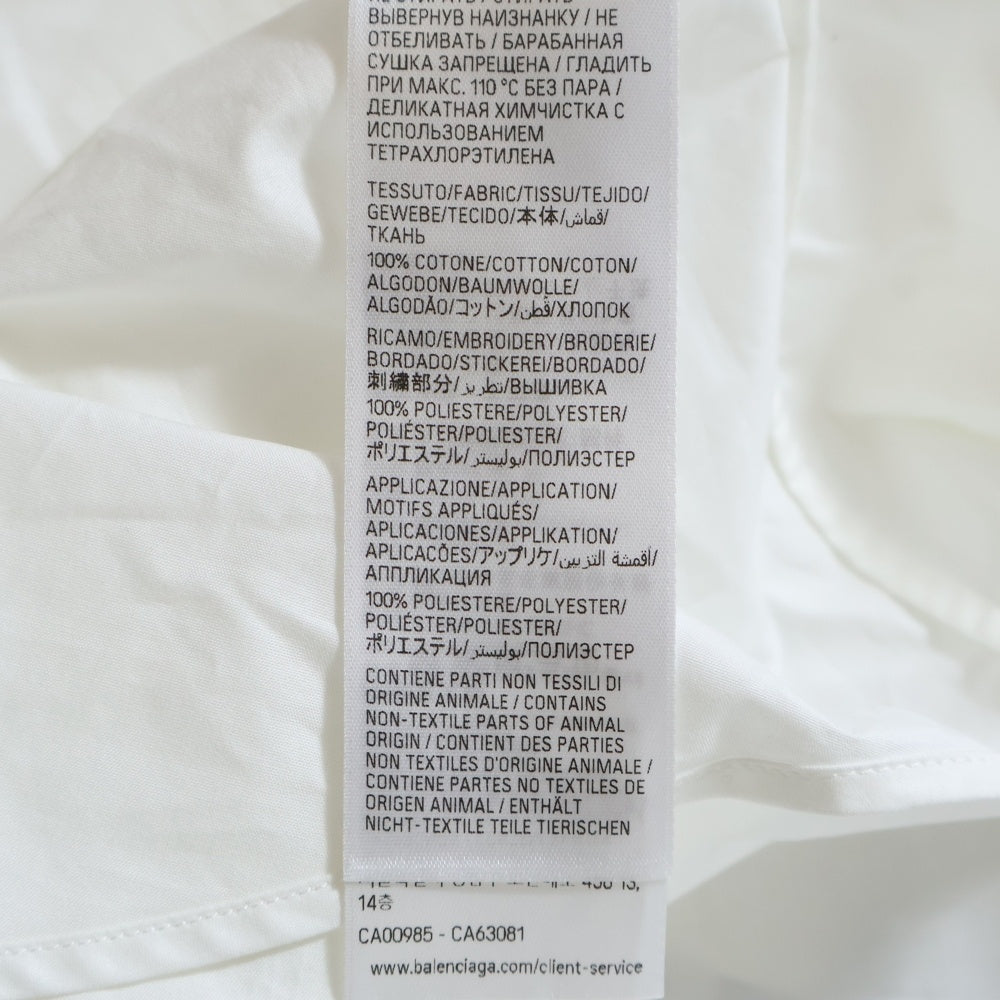 ВЫВЕРНУВ НАИЗНАНКУ / НЕ
ОТБЕЛИВАТЬ / БАРАБАННАЯ
СУШКА ЗАПРЕЩЕНА / ГЛАДИТЬ
ПРИ МАКС. 110 °C БЕЗ ПАРА /
ДЕЛИКАТНАЯ ХИМЧИСТКА С
ИСПОЛЬЗОВАНИЕМ
ТЕТРАХЛОРЭТИЛЕНА
TESSUTO/FABRIC/TISSU/TEJIDO/
GEWEBE/TECIDO/本体/قماش/
ТКАНЬ
100% COTONE/COTTON/COTON/
ALGODON/BAUMWOLLE/
ALGODÃO/コットン/قطن/ХЛОПОК
RICAMO/EMBROIDERY/BRODERIE/
BORDADO/STICKEREI/BORDADO/
刺繍部分/تطريز/ВЫШИВКА
100% POLIESTERE/POLYESTER/
POLIÉSTER/POLIESTER/
ポリエステル/بوليستر/ПОЛИЭСТЕР
APPLICAZIONE/APPLICATION/
MOTIFS APPLIQUÉS/
APLICACIONES/APPLIKATION/
APLICACÕES/アップリケ/أقمشة التزيين/
АППЛИКАЦИЯ
100% POLIESTERE/POLYESTER/
POLIÉSTER/POLIESTER/
ポリエステル/بوليستر/ПОЛИЭСТЕР
CONTIENE PARTI NON TESSILI DI
ORIGINE ANIMALE / CONTAINS
NON-TEXTILE PARTS OF ANIMAL
ORIGIN / CONTIENT DES PARTIES
NON TEXTILES D'ORIGINE ANIMALE /
CONTIENE PARTES NO TEXTILES DE
ORIGEN ANIMAL / ENTHÄLT
NICHT-TEXTILE TEILE TIERISCHEN
14층
CA00985 - CA63081
www.balenciaga.com/client-service